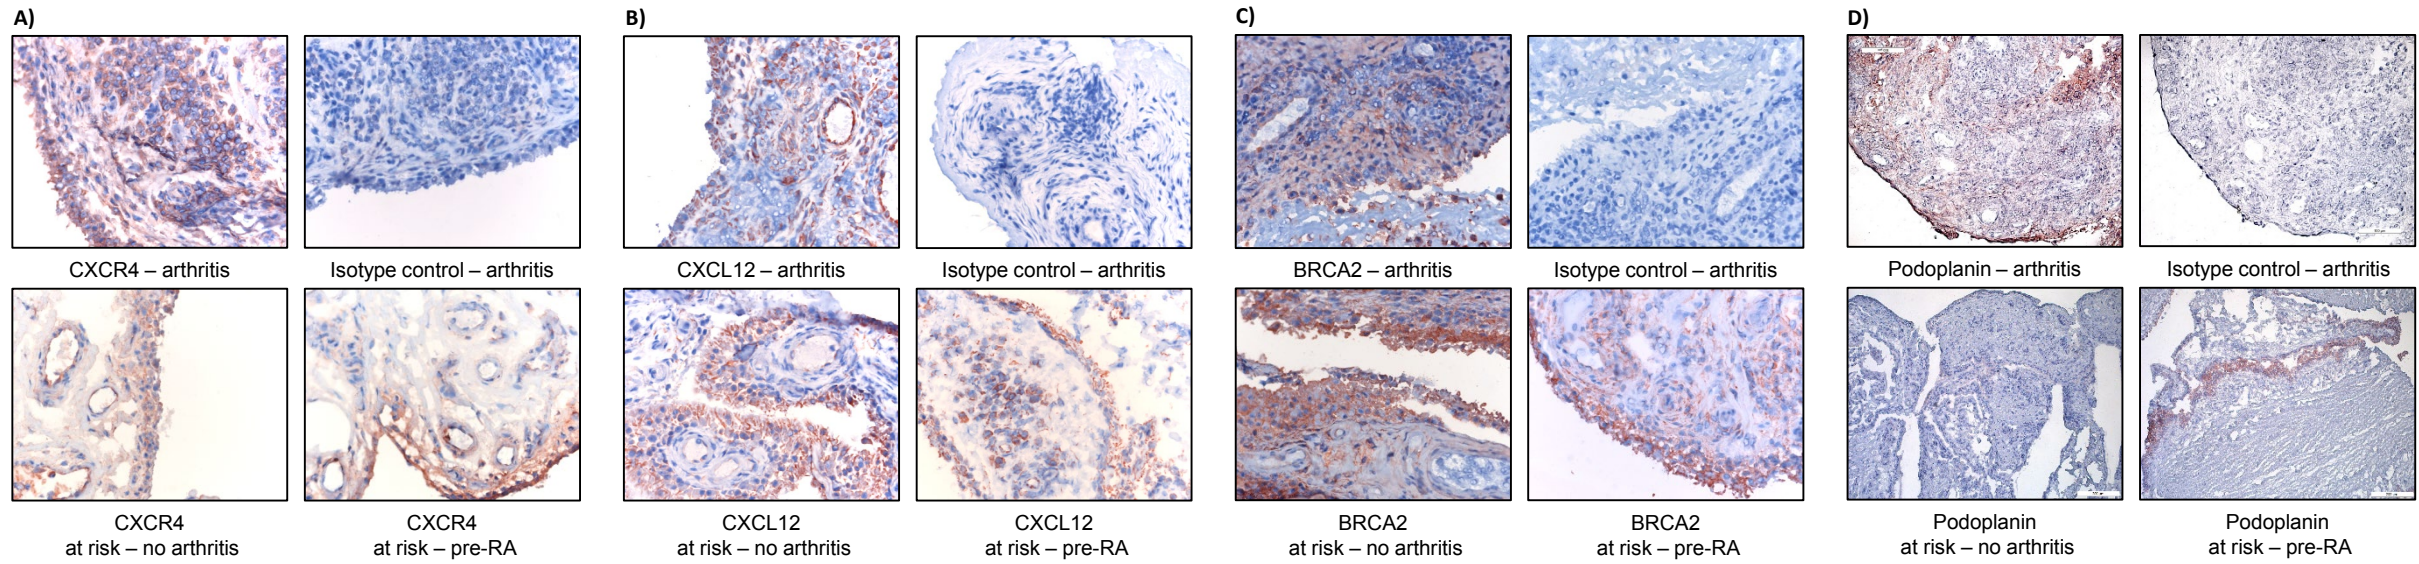 A)
CXCR4 – arthritis
Isotype control – arthritis
CXCR4
at risk – no arthritis
CXCR4
at risk – pre-RA
B)
CXCL12 – arthritis
Isotype control – arthritis
CXCL12
at risk – no arthritis
CXCL12
at risk – pre-RA
C)
BRCA2 – arthritis
Isotype control – arthritis
BRCA2
at risk – no arthritis
BRCA2
at risk – pre-RA
D)
Podoplanin – arthritis
Isotype control – arthritis
Podoplanin
at risk – no arthritis
Podoplanin
at risk – pre-RA